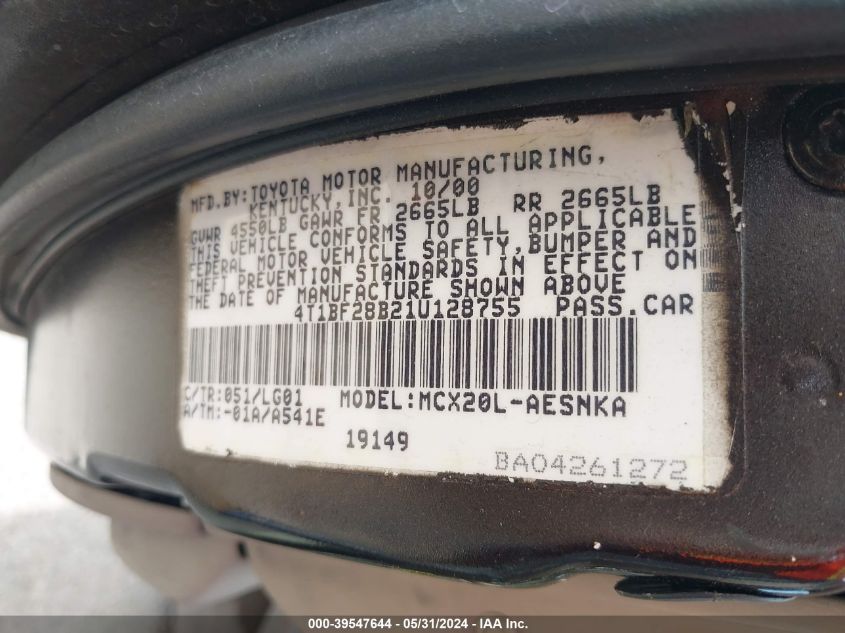 MFD.BY:TOYOTA MOTOR MANUFACTURING,
KENTUCKY,INC. 10/00
GVWR 4550LB GAWR FR 2665LB RR 2665LB
THIS VEHICLE CONFORMS TO ALL APPLICABLE
FEDERAL MOTOR VEHICLE SAFETY,BUMPER AND
THEFT PREVENTION STANDARDS IN EFFECT ON
THE DATE OF MANUFACTURE SHOWN ABOVE
4T1BF28B21U128755 PASS.CAR
C/TR:051/LG01 MODEL:MCX20L-AESNKA
A/TM:-01A/A541E
19149
BA04261272
000-39547644 / 05/31/2024 - IAA Inc.